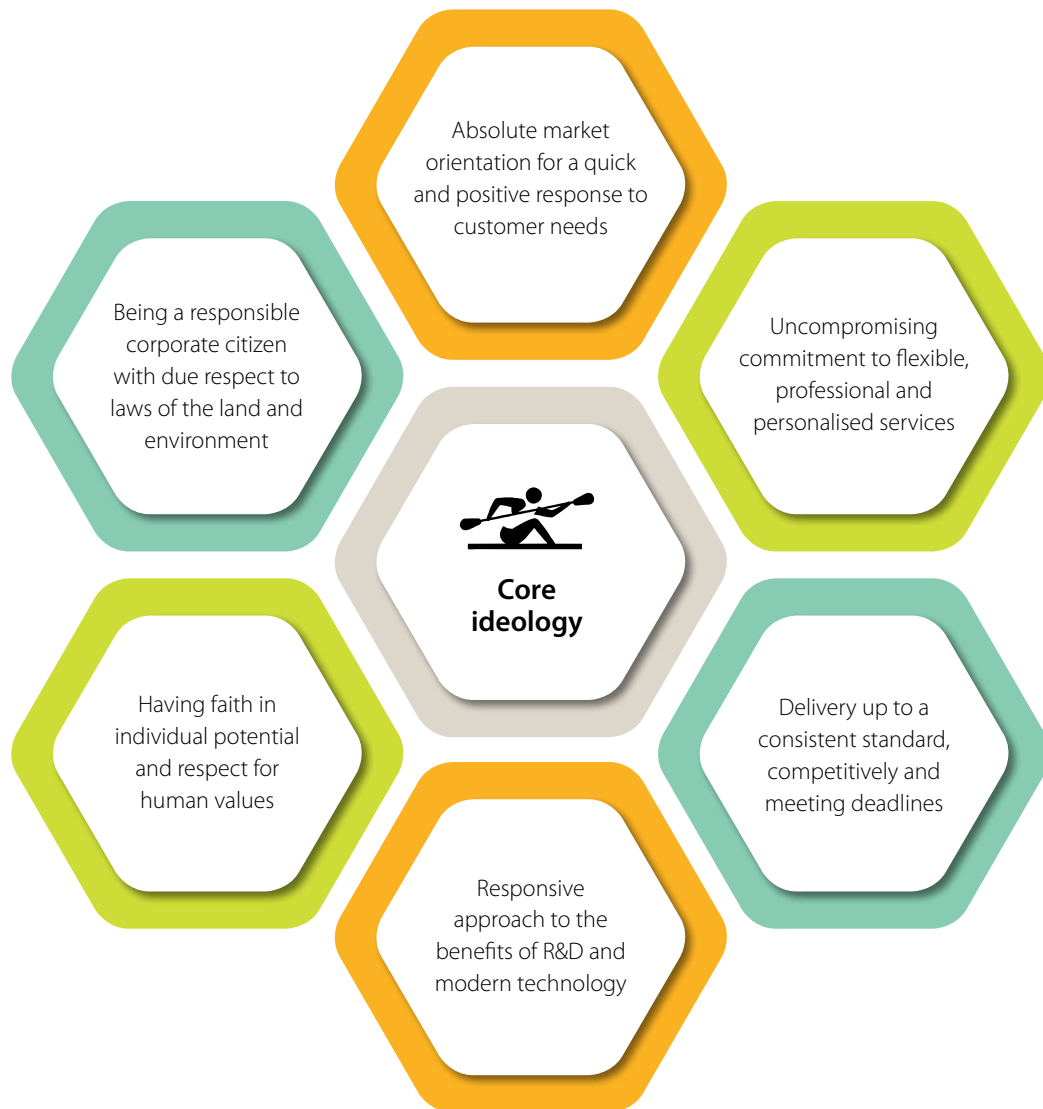 Absolute market
orientation for a quick
and positive response to
customer needs
Uncompromising
commitment to flexible,
professional and
personalised services
Delivery up to a
consistent standard,
competitively and
meeting deadlines
Responsive
approach to the
benefits of R&D and
modern technology
Having faith in
individual potential
and respect for
human values
Being a responsible
corporate citizen
with due respect to
laws of the land and
environment
Core
ideology